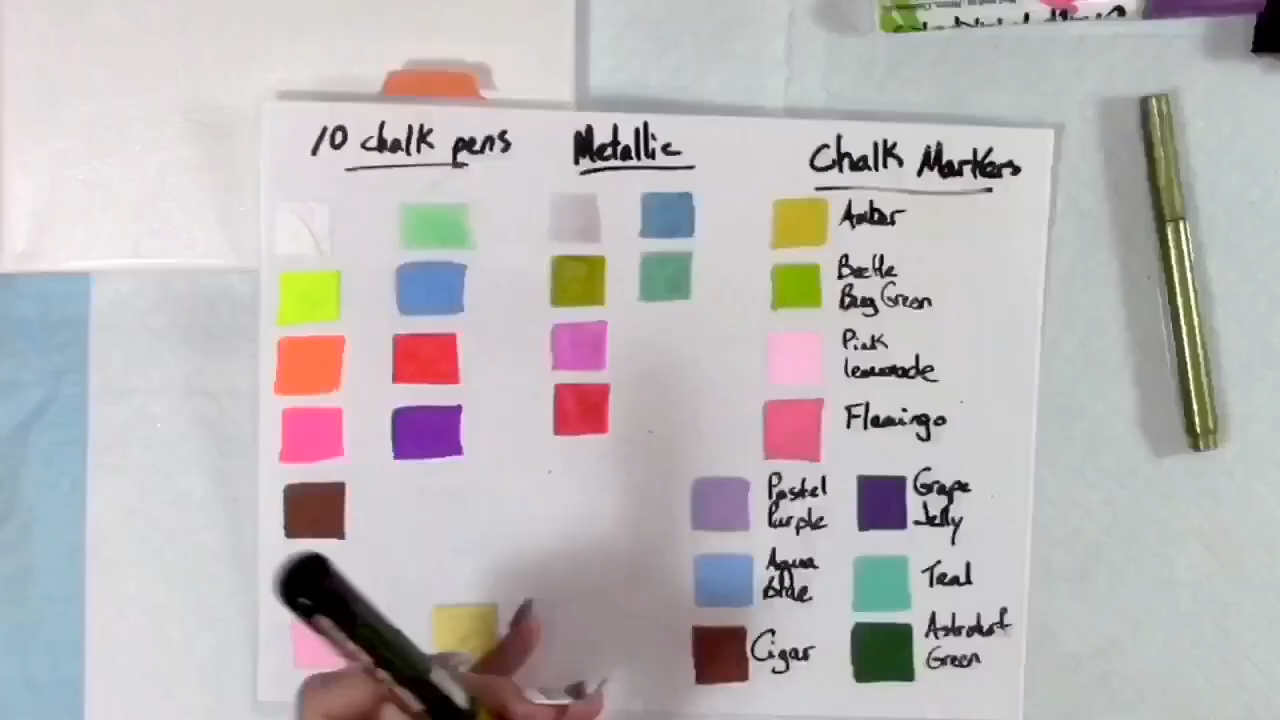 10 chalk pens
Metallic
Chalk Markers
Amber
Beetle
Bug Green
Pink
lemonade
Flamingo
Pastel
Purple
Grape
Jelly
Aqua
Blue
Teal
Cigar
Astroturf
Green